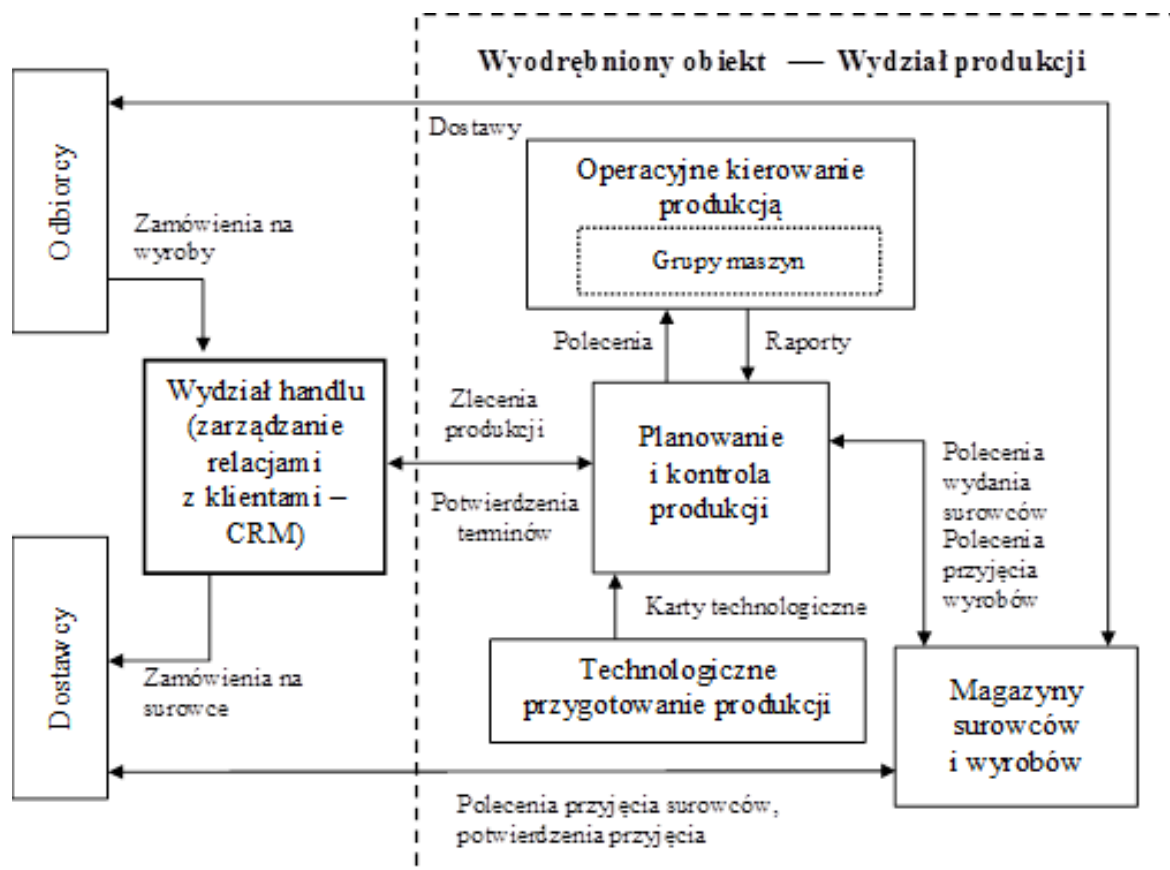 Wyodrębniony obiekt — Wydział produkcji
Odbiorcy
Dostawy
Operacyjne kierowanie
produkcją
Grupy maszyn
Zamówienia na
wyroby
Polecenia
Raporty
Wydział handlu
(zarządzanie
relacjami
z klientami –
CRM)
Zlecenia
produkcji
Potwierdzenia
terminów
Planowanie
i kontrola
produkcji
Polecenia
wydania
surowców
Polecenia
przyjęcia
wyrobów
Karty technologiczne
Technologiczne
przygotowanie produkcji
Dostawcy
Zamówienia na
surowce
Magazyny
surowców
i wyrobów
Polecenia przyjęcia surowców,
potwierdzenia przyjęcia